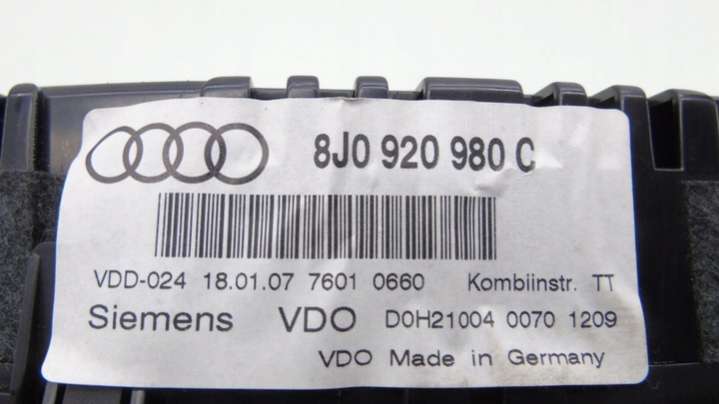 8J0 920 980 C
VDD-024 18.01.07 7601 0660 Kombiinstr. TT
Siemens VDO D0H21004 0070 1209
VDO Made in Germany